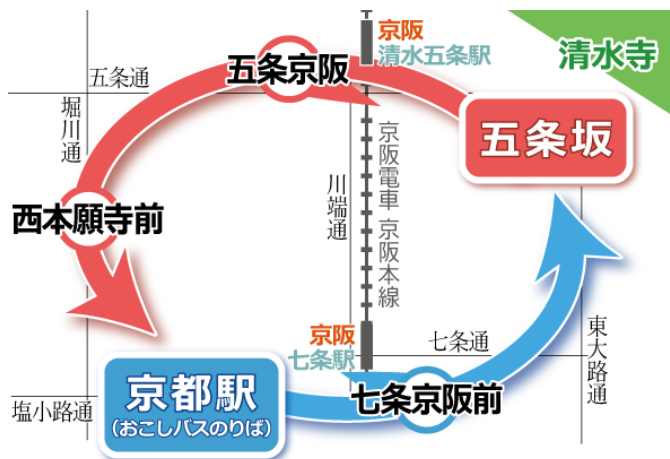 京阪
清水五条駅
清水寺
五条京阪
五条通
堀川通
五条坂
京阪電車 京阪本線
川端通
西本願寺前
京阪
七条駅
七条通
東大路通
京都駅
(おこしバスのりば)
七条京阪前
塩小路通